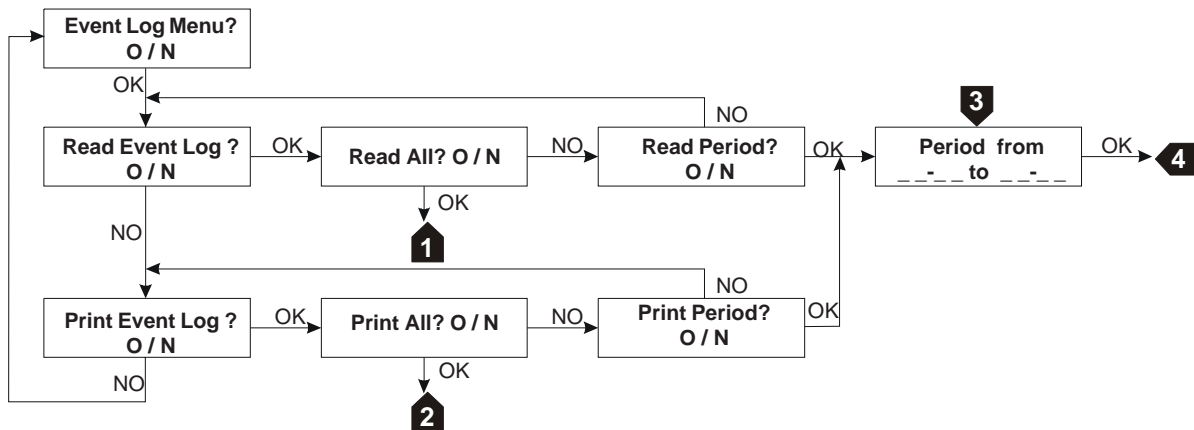 Event Log Menu?
O / N
OK
3
NO
Read Event Log ?
O / N
OK
Read All? O / N
NO
Read Period?
O / N
OK
Period from
_ _-_ _ to _ _-_ _
OK
4
OK
1
NO
NO
Print Event Log ?
O / N
OK
Print All? O / N
NO
Print Period?
O / N
OK
NO
OK
2